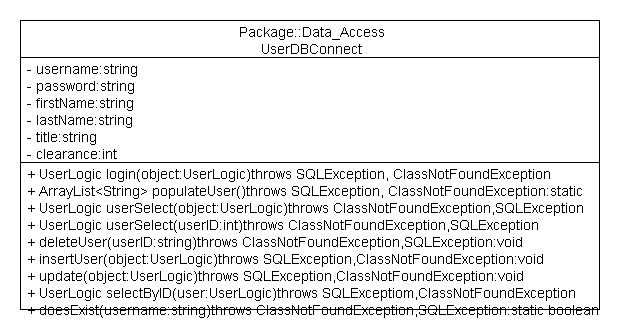 Package::Data_Access
UserDBConnect
- username:string
- password:string
- firstName:string
- lastName:string
- title:string
- clearance:int
+ UserLogic login(object:UserLogic)throws SQLException, ClassNotFoundException
+ ArrayList<String> populateUser()throws SQLException, ClassNotFoundException:static
+ UserLogic userSelect(object:UserLogic)throws ClassNotFoundException,SQLException
+ UserLogic userSelect(userID:int)throws ClassNotFoundException,SQLException
+ deleteUser(userID:string)throws ClassNotFoundException,SQLException:void
+ insertUser(object:UserLogic)throws SQLException,ClassNotFoundException:void
+ update(object:UserLogic)throws SQLException,ClassNotFoundException:void
+ UserLogic selectByID(user:UserLogic)throws SQLExceptiom,ClassNotFoundException
+ doesExist(username:string)throws ClassNotFoundException,SQLException:static boolean